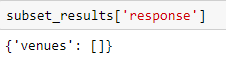 subset_results['response']
{'venues': []}